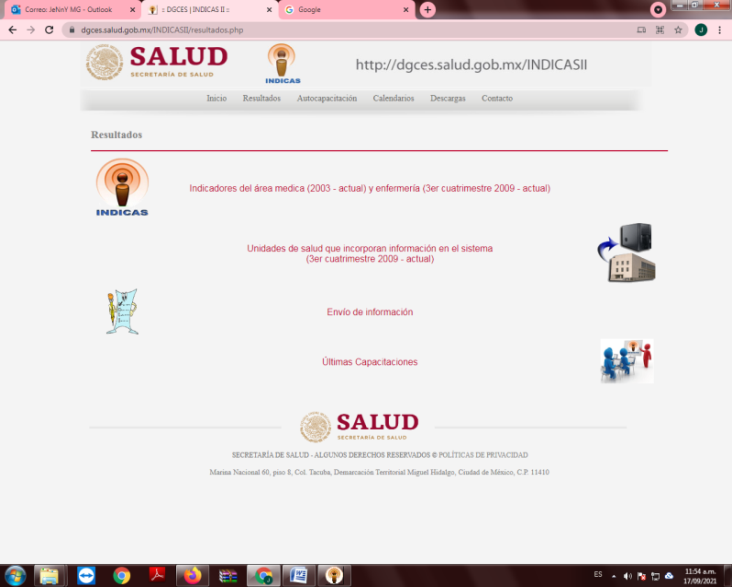 Correo: JeNnY MG - Outlook
:: DGCES | INDICAS II ::
Google
dgces.salud.gob.mx/INDICASII/resultados.php
SALUD
SECRETARÍA DE SALUD
INDICAS
http://dgces.salud.gob.mx/INDICASII
Inicio Resultados Autocapacitación Calendarios Descargas Contacto
Resultados
INDICAS
Indicadores del área medica (2003 - actual) y enfermería (3er cuatrimestre 2009 - actual)
Unidades de salud que incorporan información en el sistema
(3er cuatrimestre 2009 - actual)
Envío de información
Últimas Capacitaciones
SALUD
SECRETARÍA DE SALUD
SECRETARÍA DE SALUD - ALGUNOS DERECHOS RESERVADOS © POLÍTICAS DE PRIVACIDAD
Marina Nacional 60, piso 8, Col. Tacuba, Demarcación Territorial Miguel Hidalgo, Ciudad de México, C.P. 11410
ES
11:54 a.m.
17/09/2021